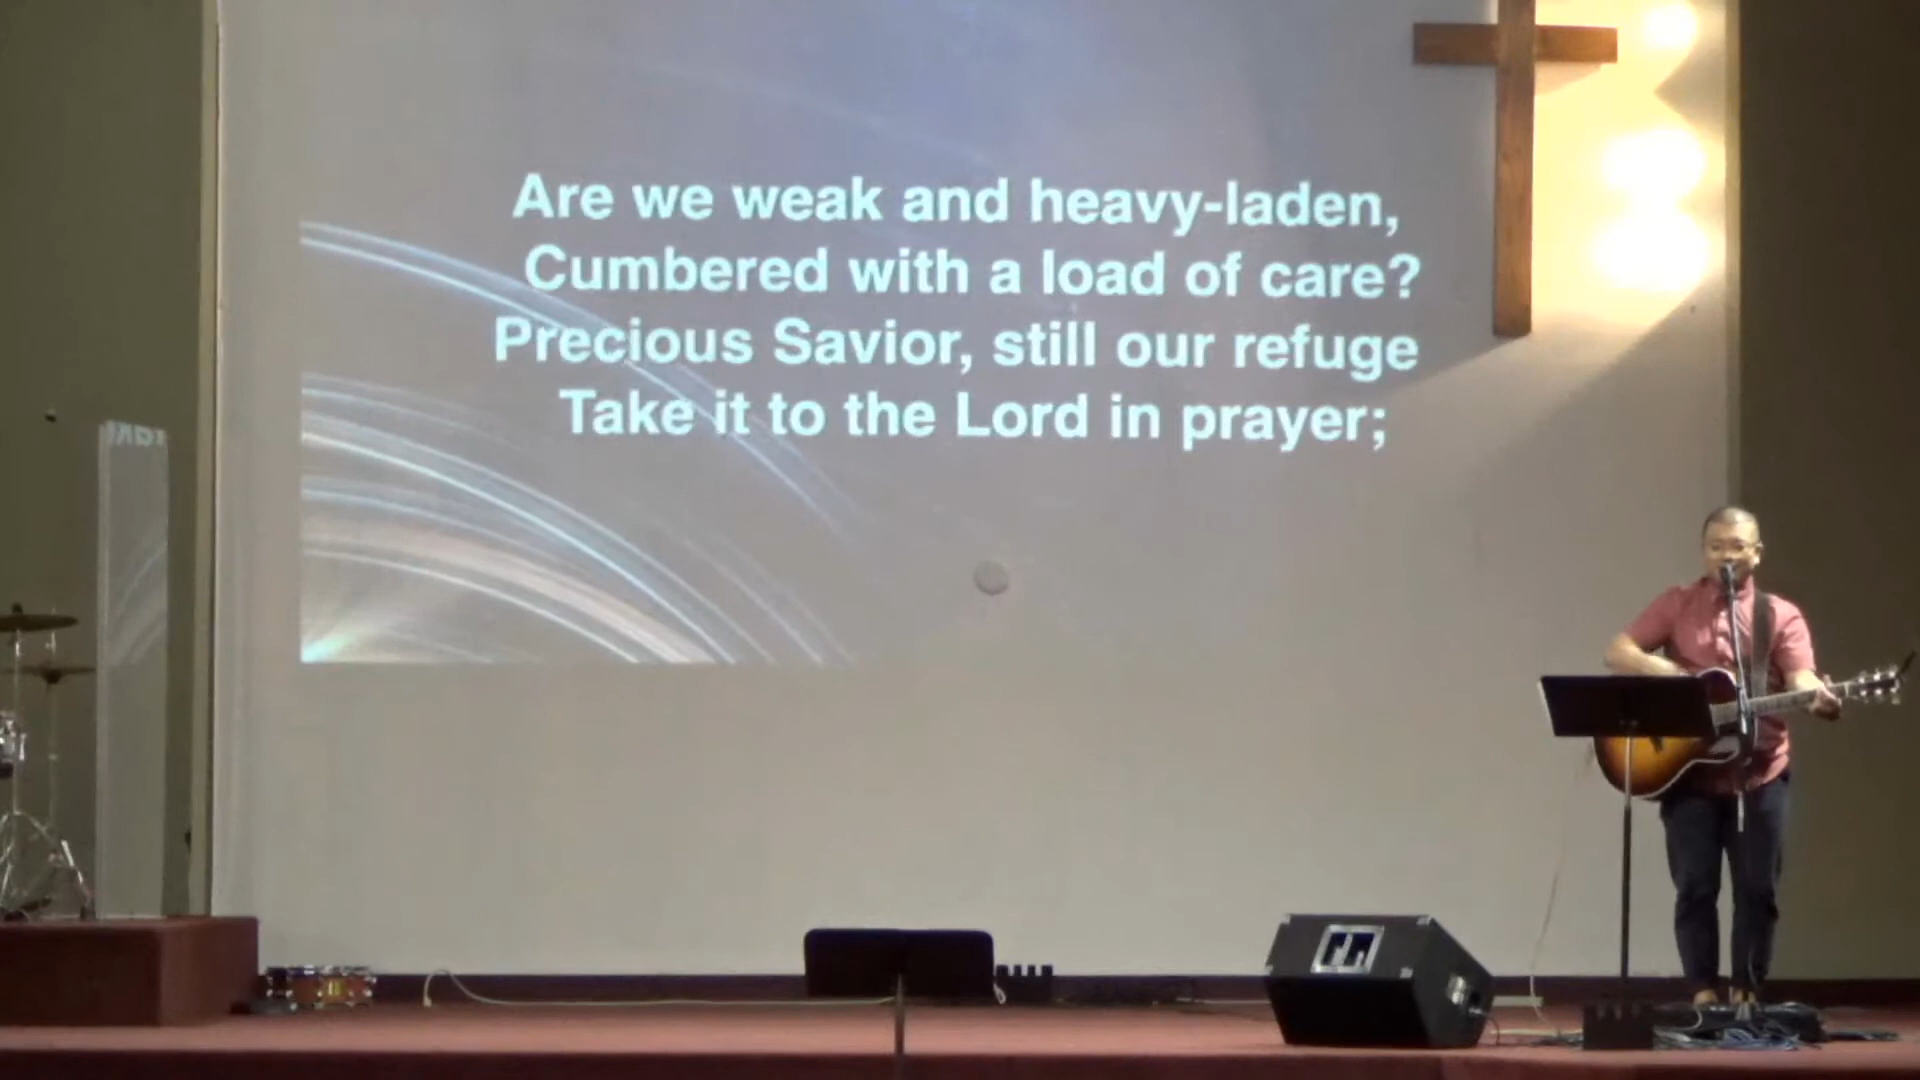 Are we weak and heavy-laden,
Cumbered with a load of care?
Precious Savior, still our refuge
Take it to the Lord in prayer;